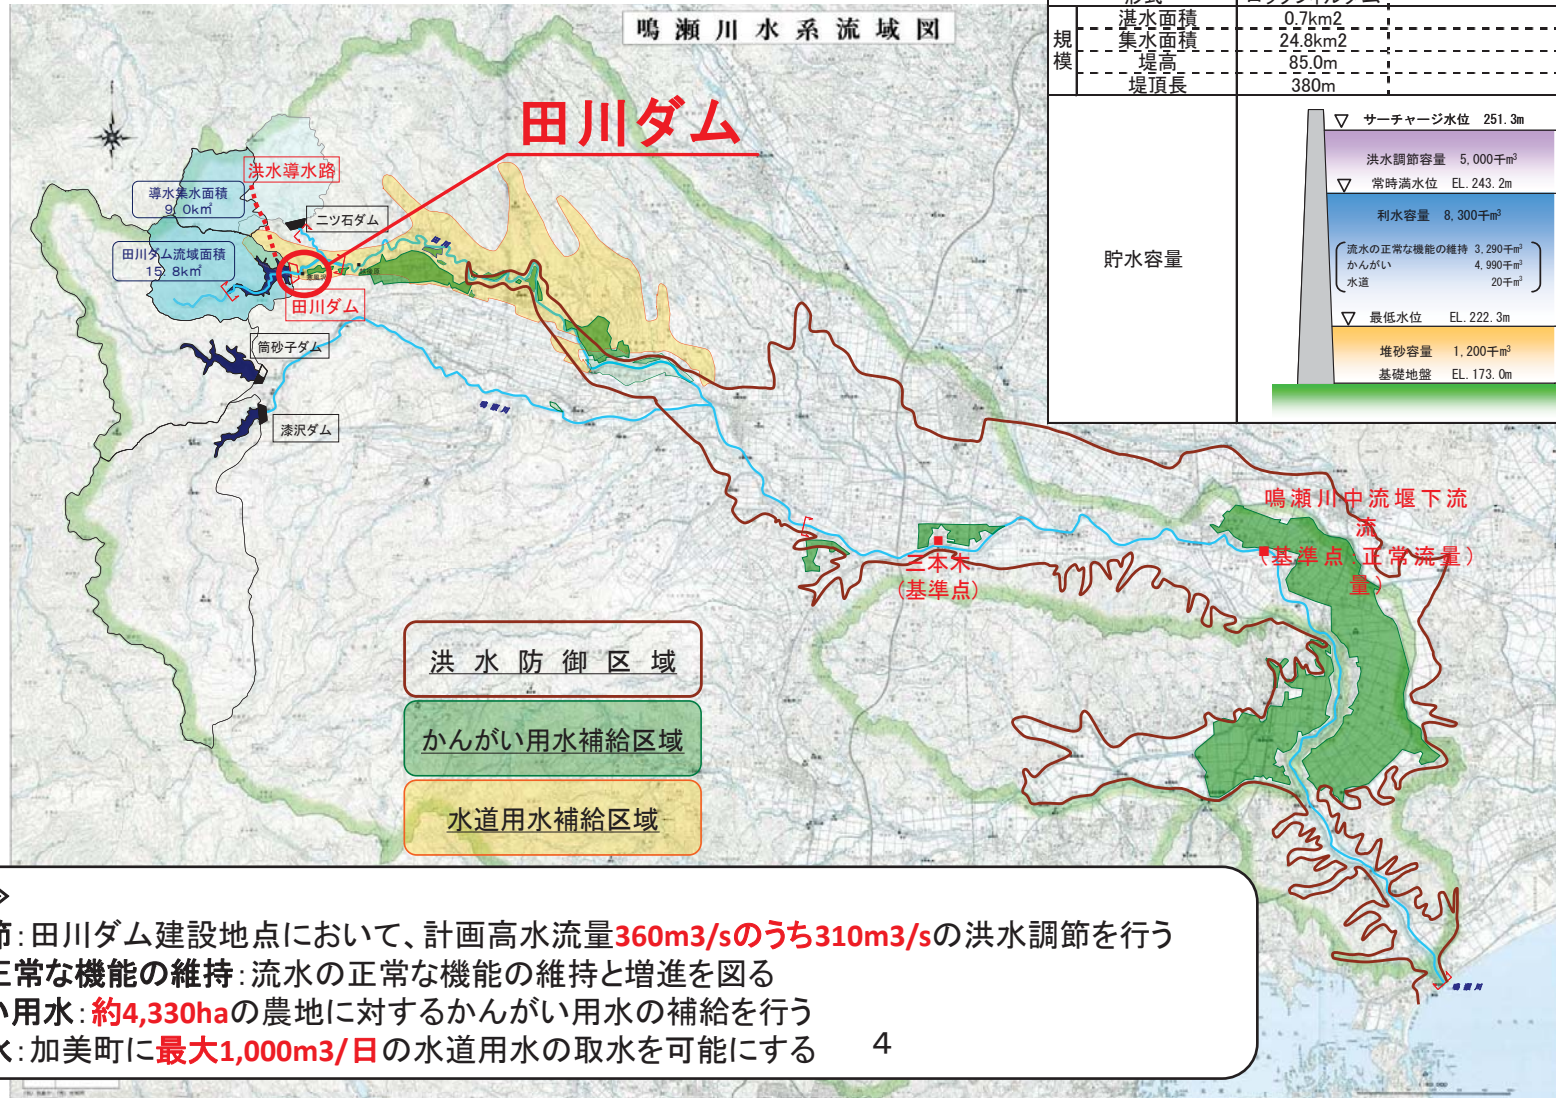 鳴瀬川水系流域図
田川ダム
洪水導水路
導水集水面積
9.0km²
二ツ石ダム
田川ダム流域面積
15.8km²
田川ダム
筒砂子ダム
漆沢ダム
三本木
(基準点)
鳴瀬川中流堰下流
流
(基準点 正常流量)
量)
洪水防御区域
かんがい用水補給区域
水道用水補給区域
規模
湛水面積 0.7km2
集水面積 24.8km2
堤高 85.0m
堤頂長 380m
貯水容量
▽ サーチャージ水位 251.3m
洪水調節容量 5,000千m³
▽ 常時満水位 EL.243.2m
利水容量 8,300千m³
流水の正常な機能の維持 3,290千m³
かんがい 4,990千m³
水道 20千m³
▽ 最低水位 EL.222.3m
堆砂容量 1,200千m³
基礎地盤 EL.173.0m
鳴瀬川
節:田川ダム建設地点において、計画高水流量360m3/sのうち310m3/sの洪水調節を行う
正常な機能の維持:流水の正常な機能の維持と増進を図る
い用水:約4,330haの農地に対するかんがい用水の補給を行う
水:加美町に最大1,000m3/日の水道用水の取水を可能にする
4